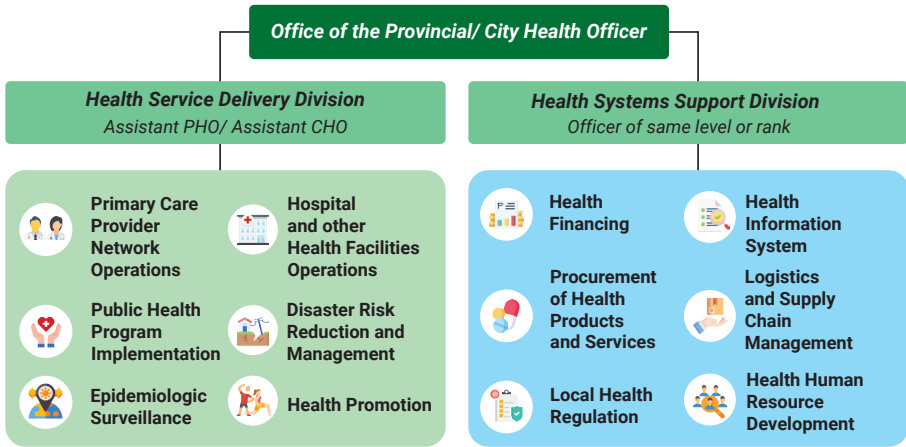 Office of the Provincial/ City Health Officer
Health Service Delivery Division
Assistant PHO/ Assistant CHO
Health Systems Support Division
Officer of same level or rank
Primary Care
Provider
Network
Operations
Hospital
and other
Health Facilities
Operations
Public Health
Program
Implementation
Disaster Risk
Reduction and
Management
Epidemiologic
Surveillance
Health Promotion
Health
Financing
Health
Information
System
Procurement
of Health
Products
and Services
Logistics
and Supply
Chain
Management
Local Health
Regulation
Health Human
Resource
Development